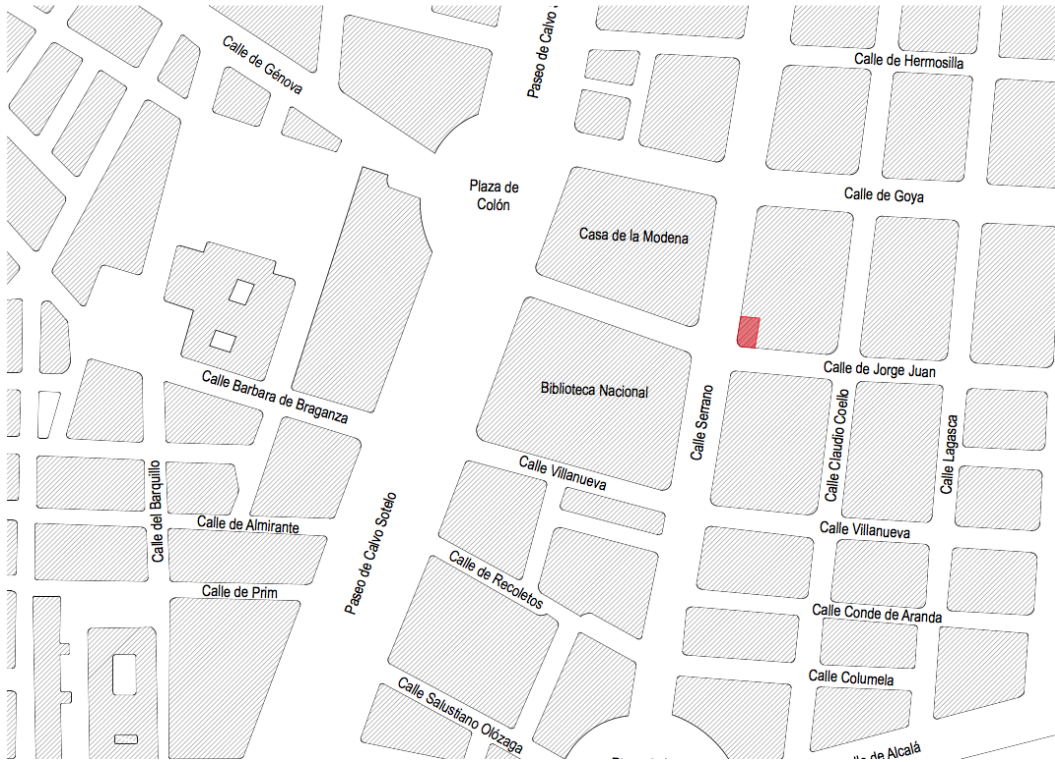 Calle de Génova
Paseo de Calvo
Calle de Hermosilla
Plaza de
Colón
Calle de Goya
Casa de la Modena
Calle de Jorge Juan
Calle Barbara de Braganza
Biblioteca Nacional
Calle Serrano
Calle Claudio Coello
Calle Lagasca
Calle Villanueva
Calle del Barquillo
Calle de Almirante
Paseo de Calvo Sotelo
Calle Villanueva
Calle de Recoletos
Calle de Prim
Calle Conde de Aranda
Calle Columela
Calle Salustiano Olózaga
de Alcalá